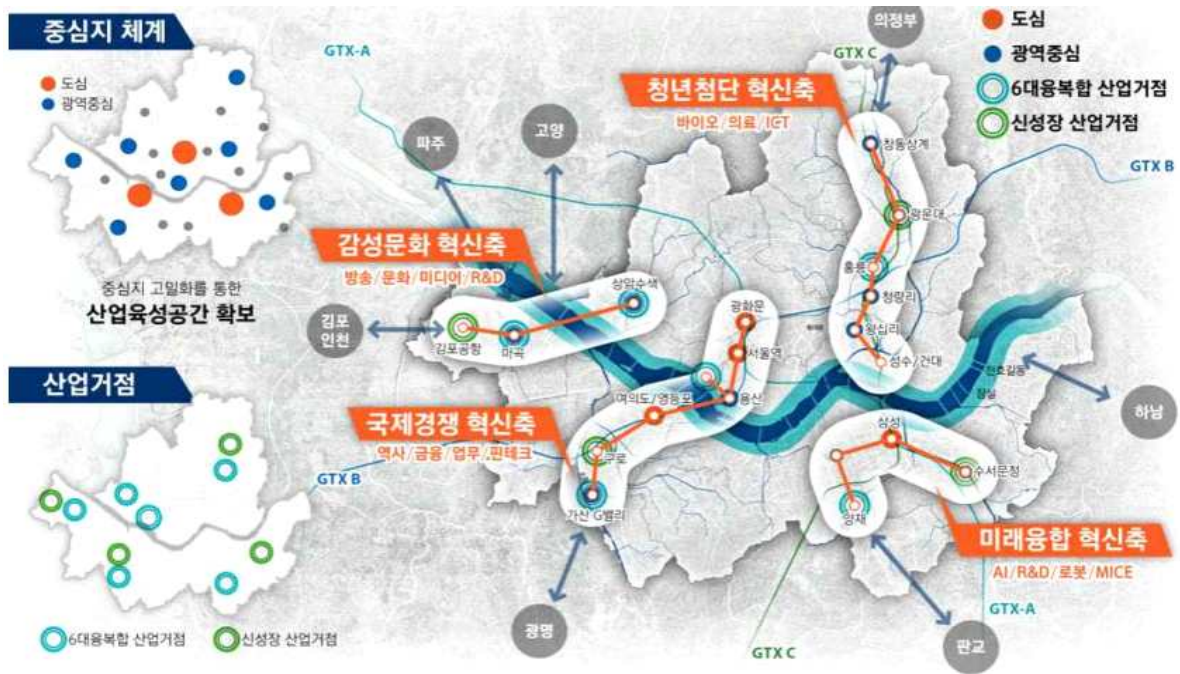 중심지 체계
도심
광역중심
중심지 고밀화를 통한
산업육성공간 확보
산업거점
6대융복합 산업거점
신성장 산업거점
GTX-A
의정부
GTX C
도심
광역중심
6대융복합 산업거점
신성장 산업거점
청년첨단 혁신축
바이오/의료/ICT
고양
파주
창동상계
GTX B
광운대
감성문화 혁신축
방송/문화/미디어/R&D
홍릉
상암수색
청량리
광화문
김포
인천
김포공항
마곡
왕십리
서울역
성수/건대
천호길동
여의도/영등포
용산
잠실
하남
국제경쟁 혁신축
역사/금융/업무/핀테크
삼성
구로
수서문정
GTX B
가산 G밸리
양재
미래융합 혁신축
AI/R&D/로봇/MICE
GTX-A
광명
판교
GTX C